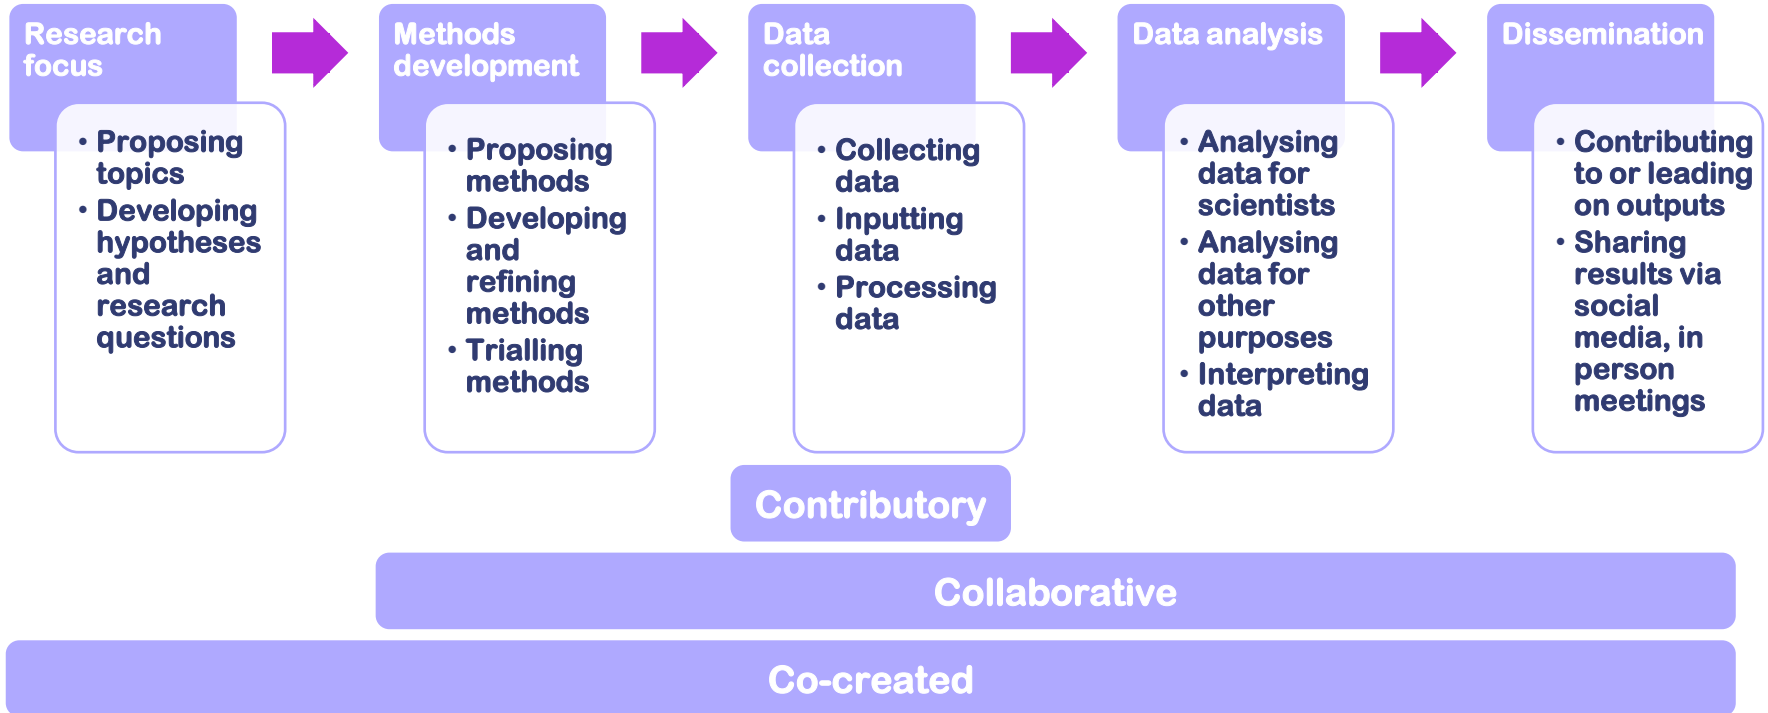 Research
focus
• Proposing
topics
• Developing
hypotheses
and
research
questions
Methods
development
• Proposing
methods
• Developing
and
refining
methods
• Trialling
methods
Data
collection
• Collecting
data
• Inputting
data
• Processing
data
Data analysis
• Analysing
data for
scientists
• Analysing
data for
other
purposes
• Interpreting
data
Dissemination
• Contributing
to or leading
on outputs
• Sharing
results via
social
media, in
person
meetings
Contributory
Collaborative
Co-created